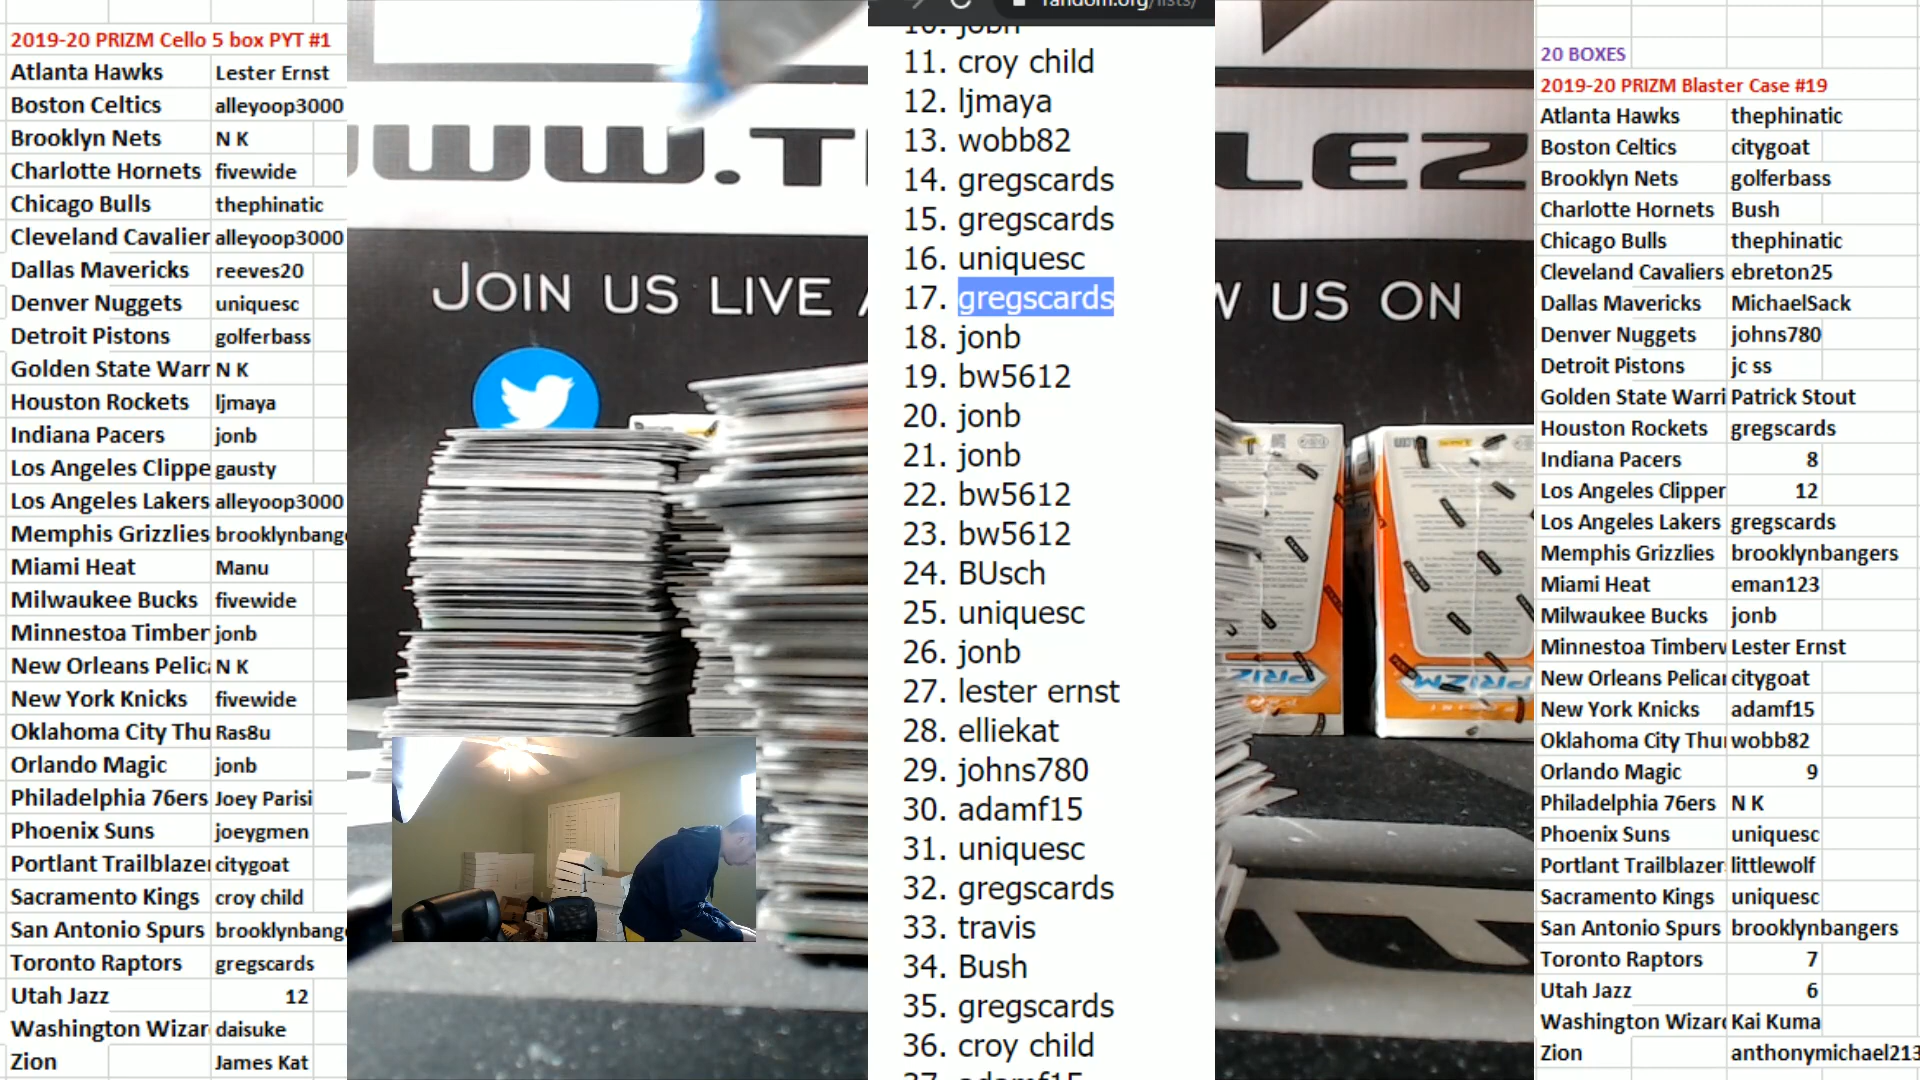 2019-20 PRIZM Cello 5 box PYT #1
Atlanta Hawks Lester Ernst
Boston Celtics alleyoop3000
Brooklyn Nets N K
Charlotte Hornets fivewide
Chicago Bulls thephinatic
Cleveland Cavalier alleyoop3000
Dallas Mavericks reeves20
Denver Nuggets uniquesc
Detroit Pistons golferbass
Golden State Warr N K
Houston Rockets ljmaya
Indiana Pacers jonb
Los Angeles Clippe gausty
Los Angeles Lakers alleyoop3000
Memphis Grizzlies brooklynbange
Miami Heat Manu
Milwaukee Bucks fivewide
Minnestoa Timber jonb
New Orleans Pelica N K
New York Knicks fivewide
Oklahoma City Thu Ras8u
Orlando Magic jonb
Philadelphia 76ers Joey Parisi
Phoenix Suns joeygmen
Portlant Trailblazer citygoat
Sacramento Kings croy child
San Antonio Spurs brooklynbange
Toronto Raptors gregscards
Utah Jazz 12
Washington Wizar daisuke
Zion James Kat
WWW.T
LEZ
JOIN US LIVE
W US ON
PRIZM
random.org/lists/
10. jobh
11. croy child
12. ljmaya
13. wobb82
14. gregscards
15. gregscards
16. uniquesc
17. gregscards
18. jonb
19. bw5612
20. jonb
21. jonb
22. bw5612
23. bw5612
24. BUsch
25. uniquesc
26. jonb
27. lester ernst
28. elliekat
29. johns780
30. adamf15
31. uniquesc
32. gregscards
33. travis
34. Bush
35. gregscards
36. croy child
37. adamf15
20 BOXES
2019-20 PRIZM Blaster Case #19
Atlanta Hawks thephinatic
Boston Celtics citygoat
Brooklyn Nets golferbass
Charlotte Hornets Bush
Chicago Bulls thephinatic
Cleveland Cavaliers ebreton25
Dallas Mavericks MichaelSack
Denver Nuggets johns780
Detroit Pistons jc ss
Golden State Warri Patrick Stout
Houston Rockets gregscards
Indiana Pacers 8
Los Angeles Clipper 12
Los Angeles Lakers gregscards
Memphis Grizzlies brooklynbangers
Miami Heat eman123
Milwaukee Bucks jonb
Minnestoa Timberv Lester Ernst
New Orleans Pelicar citygoat
New York Knicks adamf15
Oklahoma City Thu wobb82
Orlando Magic 9
Philadelphia 76ers N K
Phoenix Suns uniquesc
Portlant Trailblazer littlewolf
Sacramento Kings uniquesc
San Antonio Spurs brooklynbangers
Toronto Raptors 7
Utah Jazz 6
Washington Wizar Kai Kuma
Zion anthonymichael213